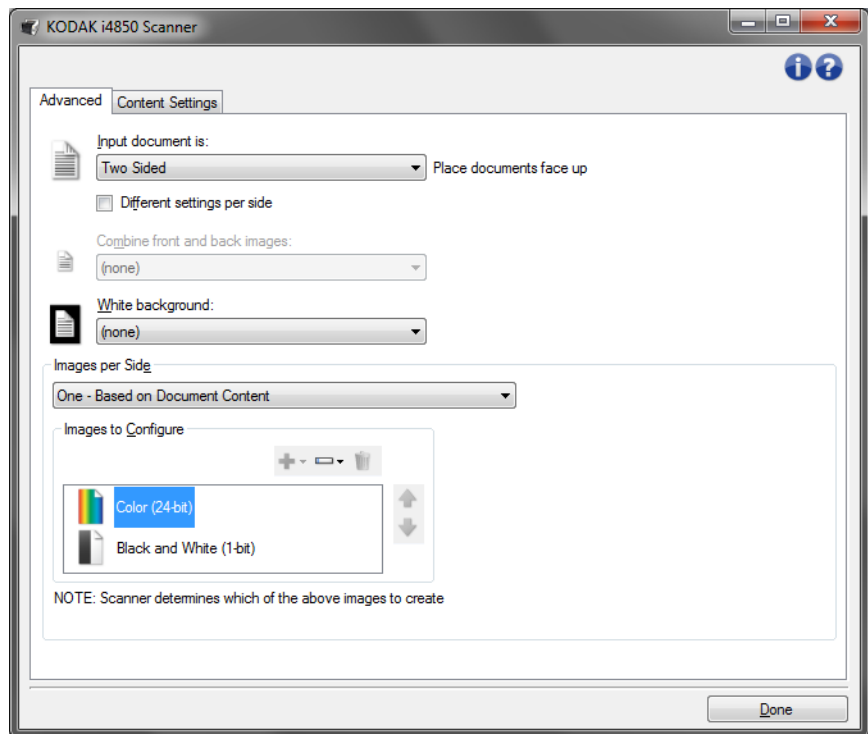 KODAK i4850 Scanner
Advanced
Content Settings
Input document is:
Two Sided
Place documents face up
Different settings per side
Combine front and back images:
(none)
White background:
(none)
Images per Side
One - Based on Document Content
Images to Configure
Color (24-bit)
Black and White (1-bit)
NOTE: Scanner determines which of the above images to create
Done